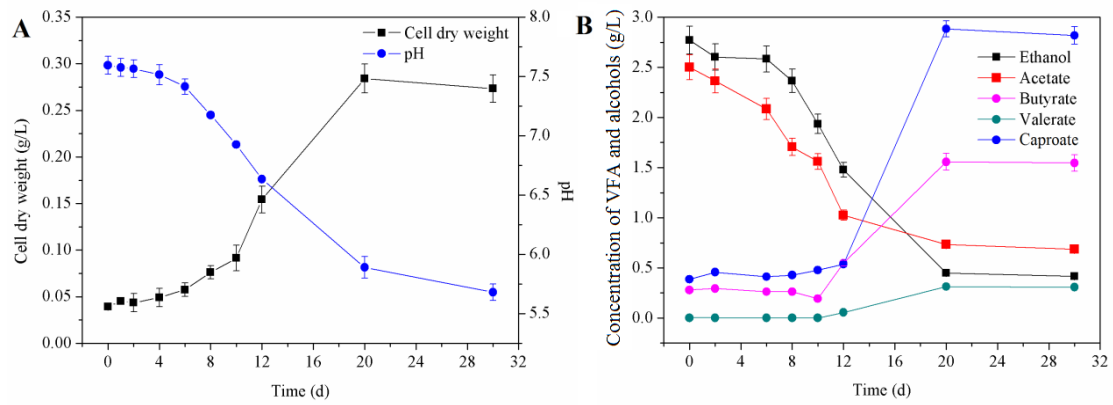 A
Cell dry weight
pH
Cell dry weight (g/L)
0.35
0.30
0.25
0.20
0.15
0.10
0.05
0.00
8.0
7.5
7.0
6.5
6.0
5.5
pH
0 4 8 12 16 20 24 28 32
Time (d)
B
Ethanol
Acetate
Butyrate
Valerate
Caproate
Concentration of VFA and alcohols (g/L)
3.0
2.5
2.0
1.5
1.0
0.5
0.0
0 4 8 12 16 20 24 28 32
Time (d)